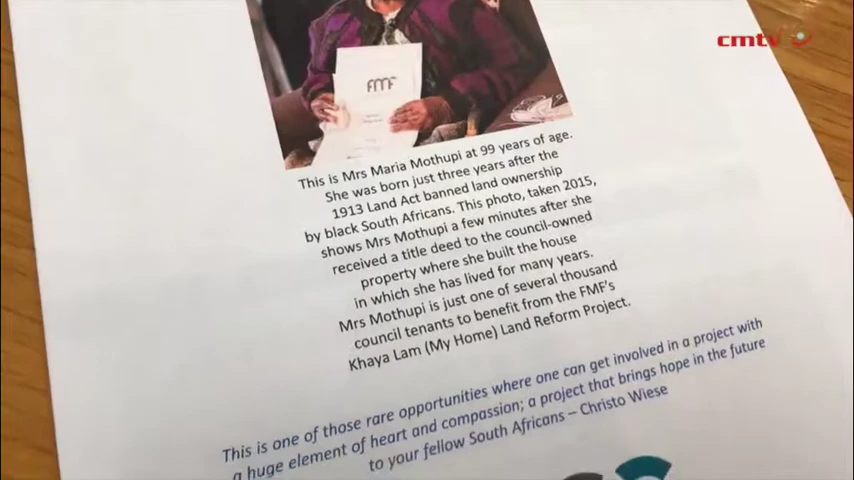 cmtv
FMF
This is Mrs Maria Mothupi at 99 years of age.
She was born just three years after the
1913 Land Act banned land ownership
by black South Africans. This photo, taken 2015,
shows Mrs Mothupi a few minutes after she
received a title deed to the council-owned
property where she built the house
in which she has lived for many years.
Mrs Mothupi is just one of several thousand
council tenants to benefit from the FMF's
Khaya Lam (My Home) Land Reform Project.
This is one of those rare opportunities where one can get involved in a project with
a huge element of heart and compassion; a project that brings hope in the future
to your fellow South Africans – Christo Wiese